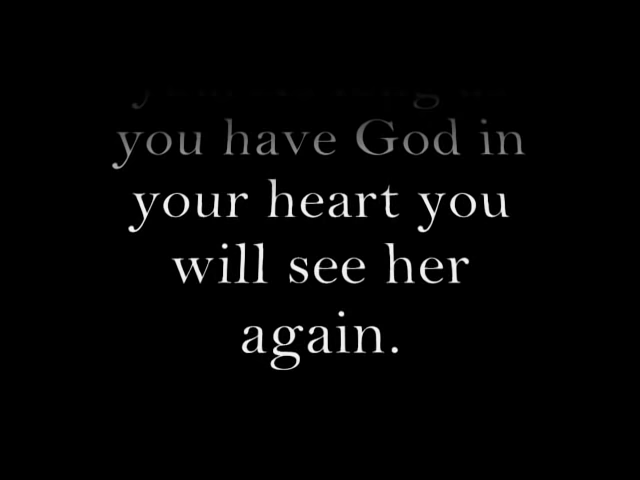 you have God in
your heart you
will see her
again.